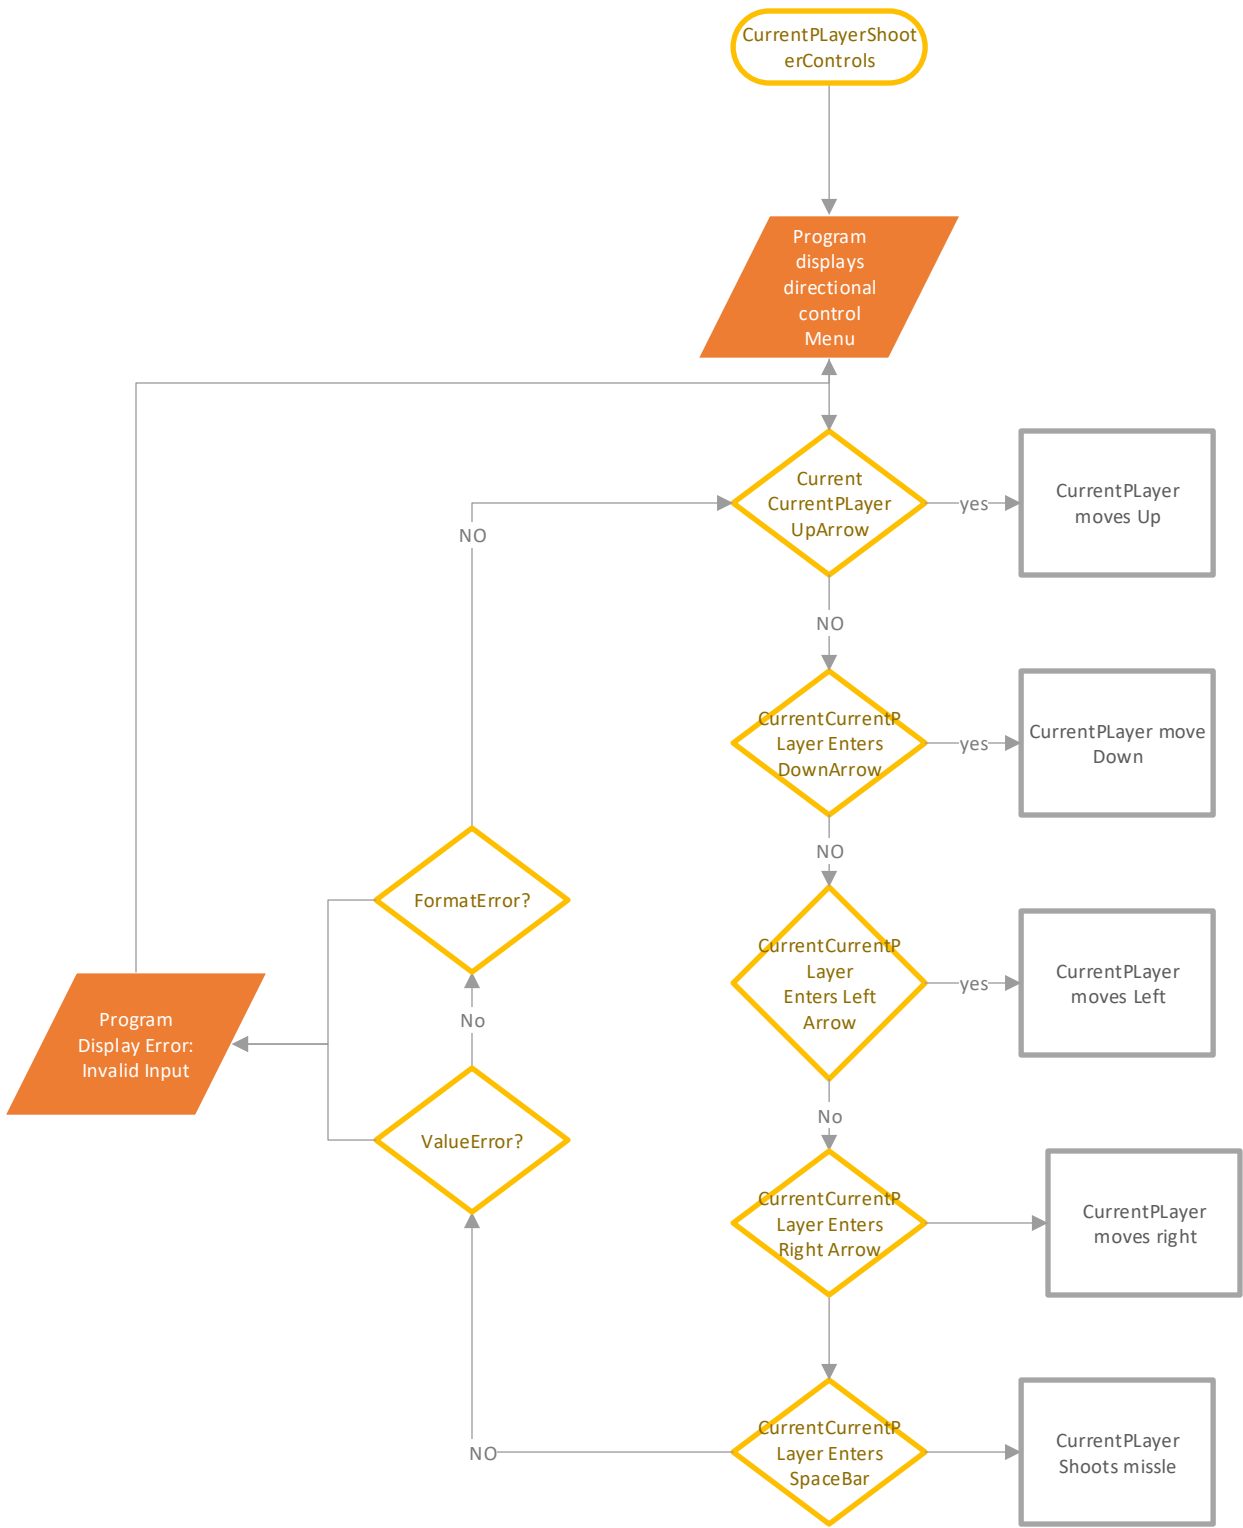 CurrentPLayerShoot
erControls
Program
displays
directional
control
Menu
Current
CurrentPLayer
UpArrow
yes
CurrentPLayer
moves Up
NO
NO
CurrentCurrentP
Layer Enters
DownArrow
yes
CurrentPLayer move
Down
NO
FormatError?
CurrentCurrentP
Layer
Enters Left
Arrow
yes
CurrentPLayer
moves Left
Program
Display Error:
Invalid Input
No
No
ValueError?
CurrentCurrentP
Layer Enters
Right Arrow
CurrentPLayer
moves right
NO
CurrentCurrentP
Layer Enters
SpaceBar
CurrentPLayer
Shoots missle